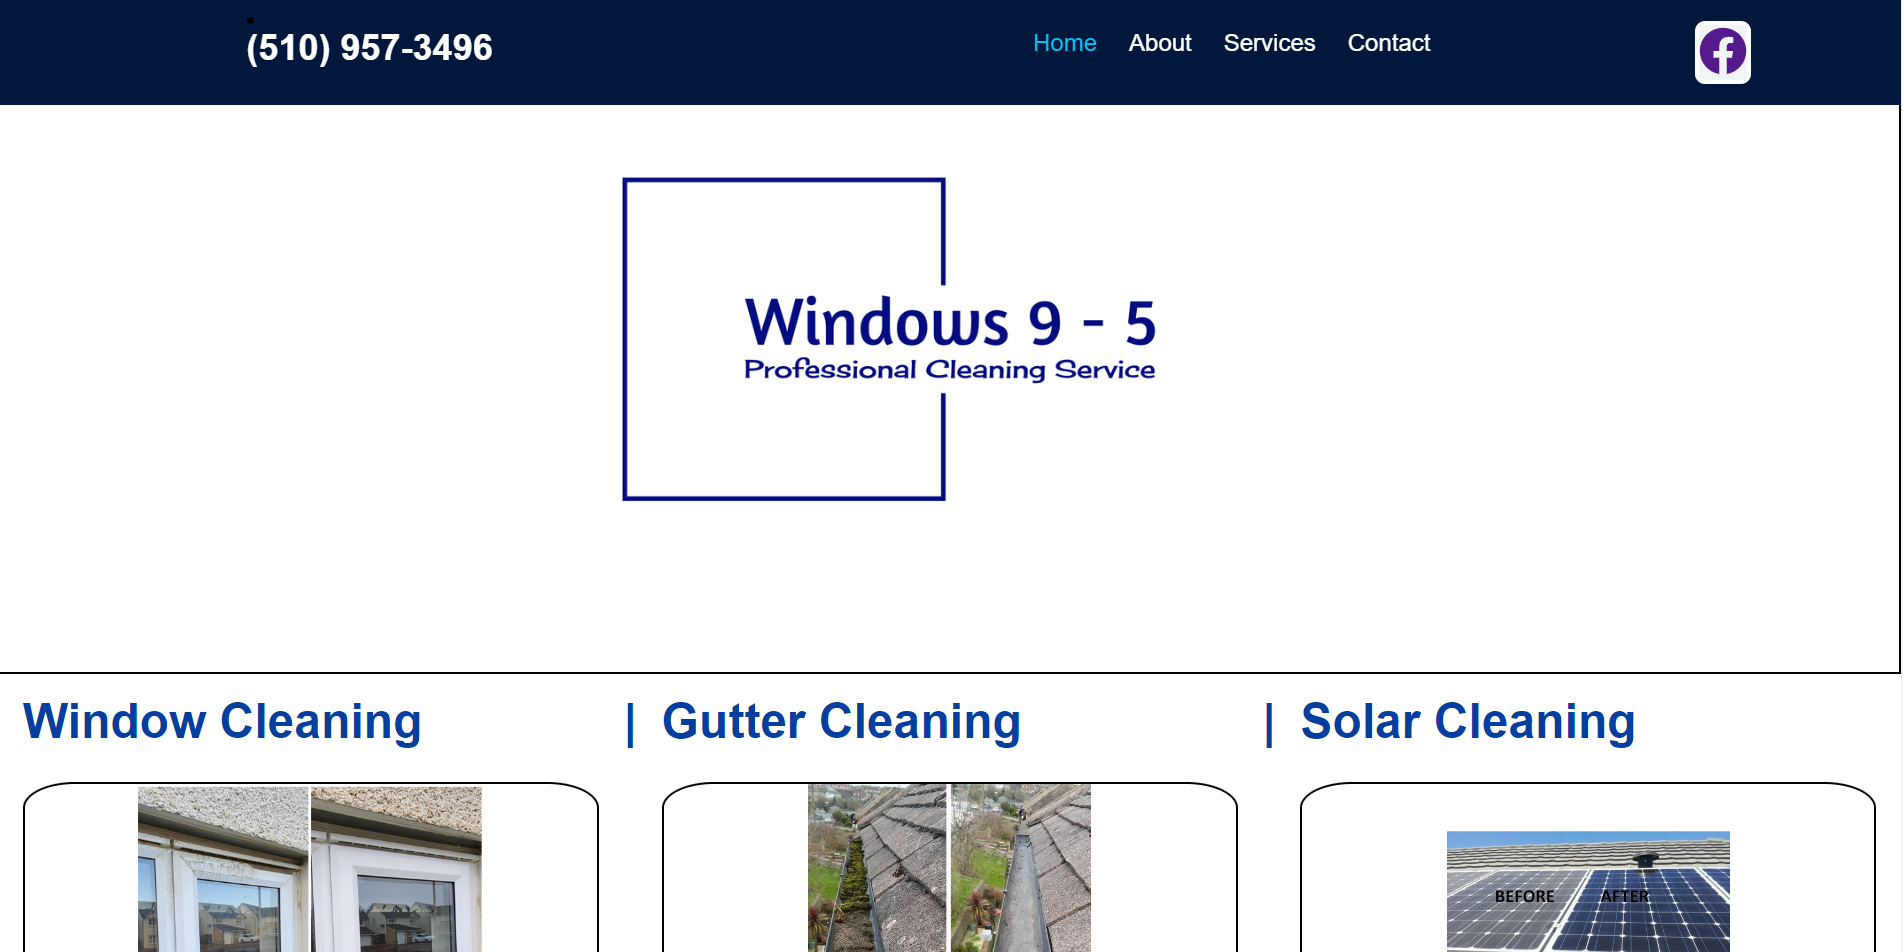 (510) 957-3496
Home About Services Contact
Windows 9 - 5
Professional Cleaning Service
Window Cleaning | Gutter Cleaning | Solar Cleaning
BEFORE AFTER